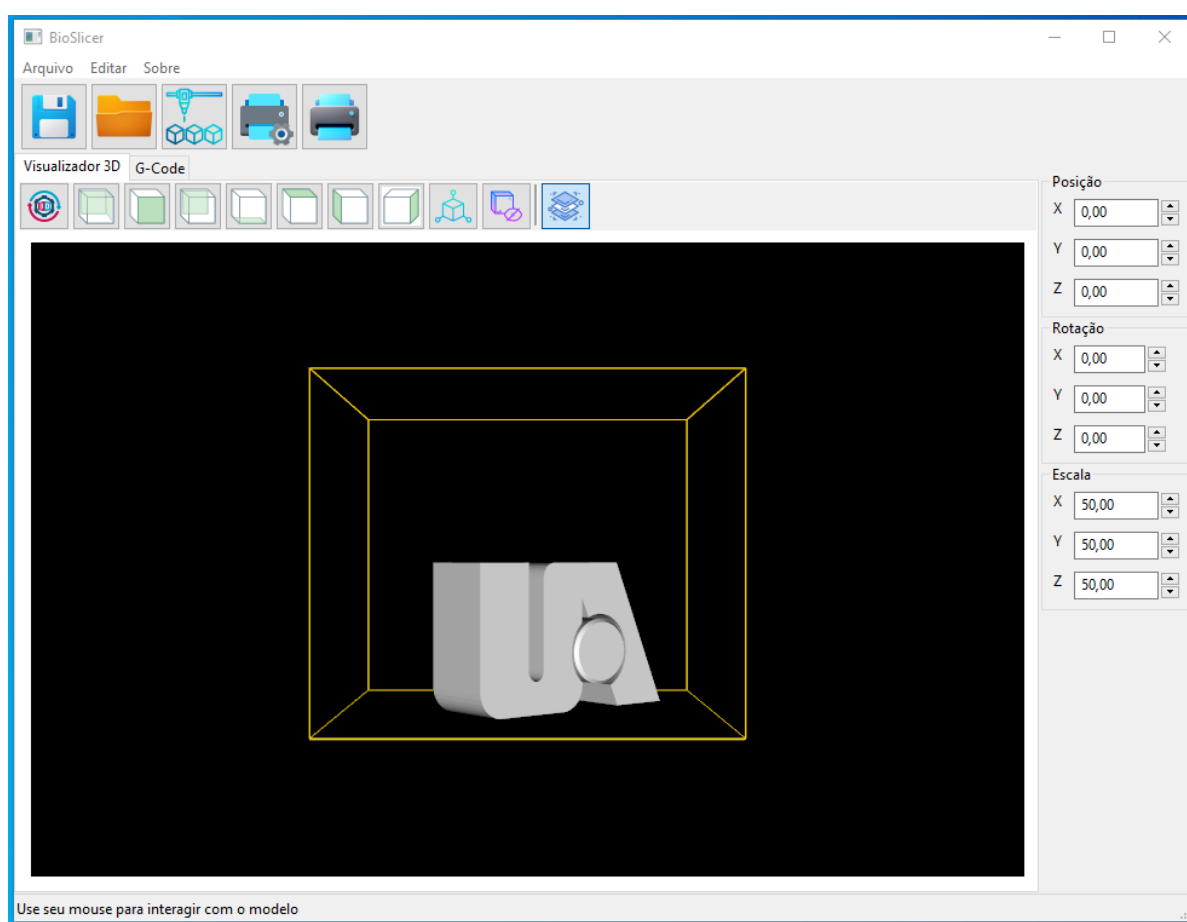 BioSlicer
Arquivo Editar Sobre
Visualizador 3D G-Code
Posição
X 0,00
Y 0,00
Z 0,00
Rotação
X 0,00
Y 0,00
Z 0,00
Escala
X 50,00
Y 50,00
Z 50,00
Use seu mouse para interagir com o modelo